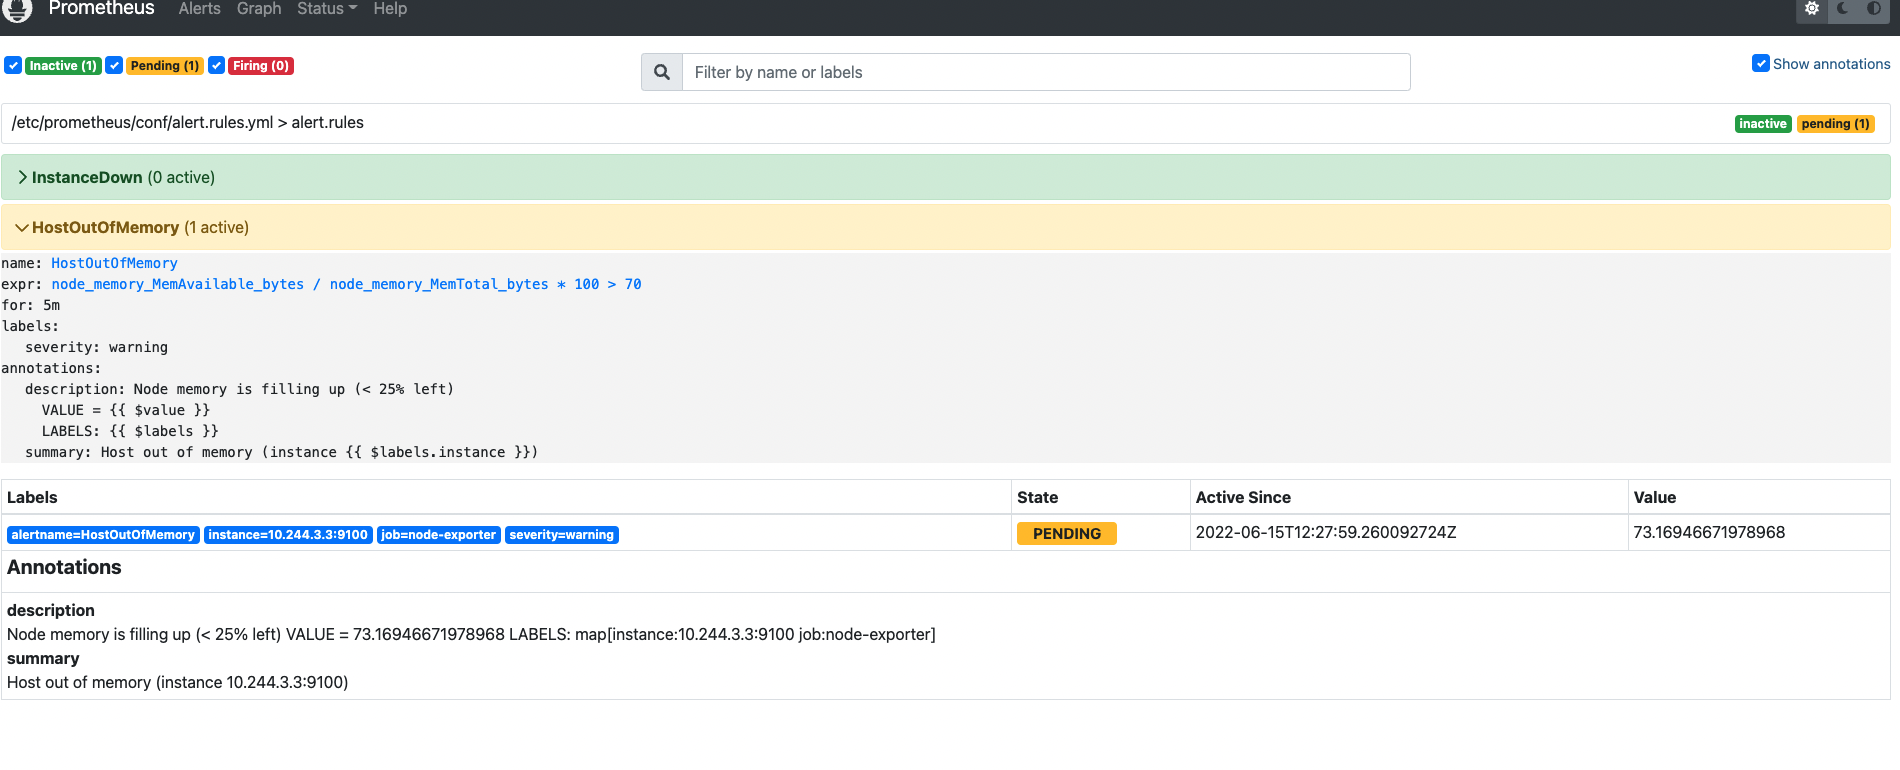 Prometheus Alerts Graph Status Help
Inactive (1) Pending (1) Firing (0)
Filter by name or labels
Show annotations
/etc/prometheus/conf/alert.rules.yml > alert.rules
inactive pending (1)
InstanceDown (0 active)
HostOutOfMemory (1 active)
name: HostOutOfMemory
expr: node_memory_MemAvailable_bytes / node_memory_MemTotal_bytes * 100 > 70
for: 5m
labels:
severity: warning
annotations:
description: Node memory is filling up (< 25% left)
VALUE = {{ $value }}
LABELS: {{ $labels }}
summary: Host out of memory (instance {{ $labels.instance }})
Labels State Active Since Value
alertname=HostOutOfMemory instance=10.244.3.3:9100 job=node-exporter severity=warning PENDING 2022-06-15T12:27:59.260092724Z 73.16946671978968
Annotations
description
Node memory is filling up (< 25% left) VALUE = 73.16946671978968 LABELS: map[instance:10.244.3.3:9100 job:node-exporter]
summary
Host out of memory (instance 10.244.3.3:9100)